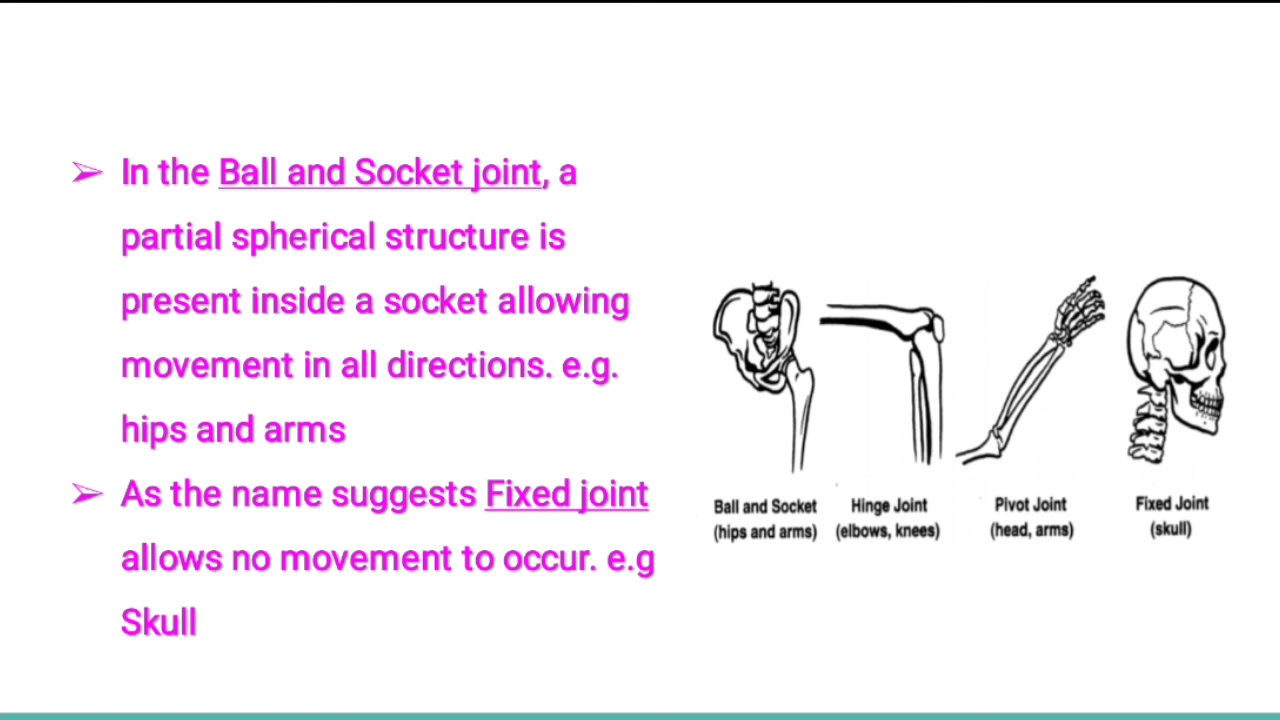 ➢ In the Ball and Socket joint, a
partial spherical structure is
present inside a socket allowing
movement in all directions. e.g.
hips and arms
➢ As the name suggests Fixed joint
allows no movement to occur. e.g
Skull
Ball and Socket
(hips and arms)
Hinge Joint
(elbows, knees)
Pivot Joint
(head, arms)
Fixed Joint
(skull)